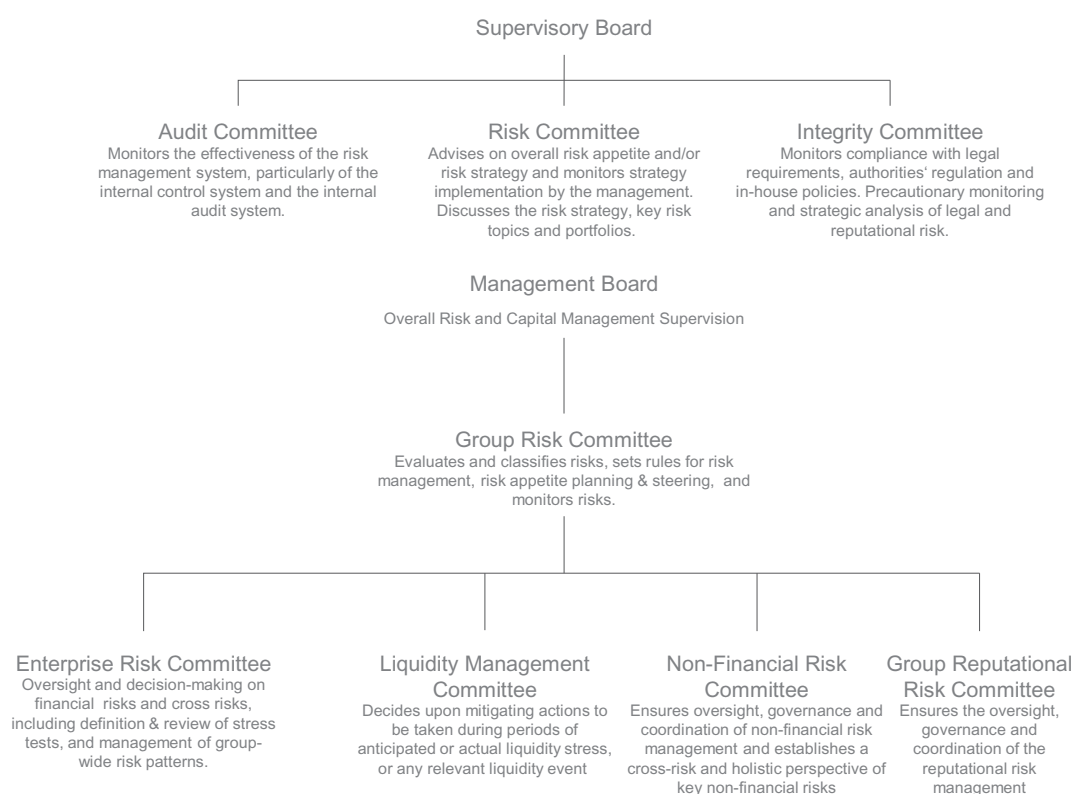 Supervisory Board
Audit Committee
Monitors the effectiveness of the risk
management system, particularly of the
internal control system and the internal
audit system.
Risk Committee
Advises on overall risk appetite and/or
risk strategy and monitors strategy
implementation by the management.
Discusses the risk strategy, key risk
topics and portfolios.
Integrity Committee
Monitors compliance with legal
requirements, authorities‘ regulation and
in-house policies. Precautionary monitoring
and strategic analysis of legal and
reputational risk.
Management Board
Overall Risk and Capital Management Supervision
Group Risk Committee
Evaluates and classifies risks, sets rules for risk
management, risk appetite planning & steering, and
monitors risks.
Enterprise Risk Committee
Oversight and decision-making on
financial risks and cross risks,
including definition & review of stress
tests, and management of group-
wide risk patterns.
Liquidity Management
Committee
Decides upon mitigating actions to
be taken during periods of
anticipated or actual liquidity stress,
or any relevant liquidity event
Non-Financial Risk
Committee
Ensures oversight, governance and
coordination of non-financial risk
management and establishes a
cross-risk and holistic perspective of
key non-financial risks
Group Reputational
Risk Committee
Ensures the oversight,
governance and
coordination of the
reputational risk
management